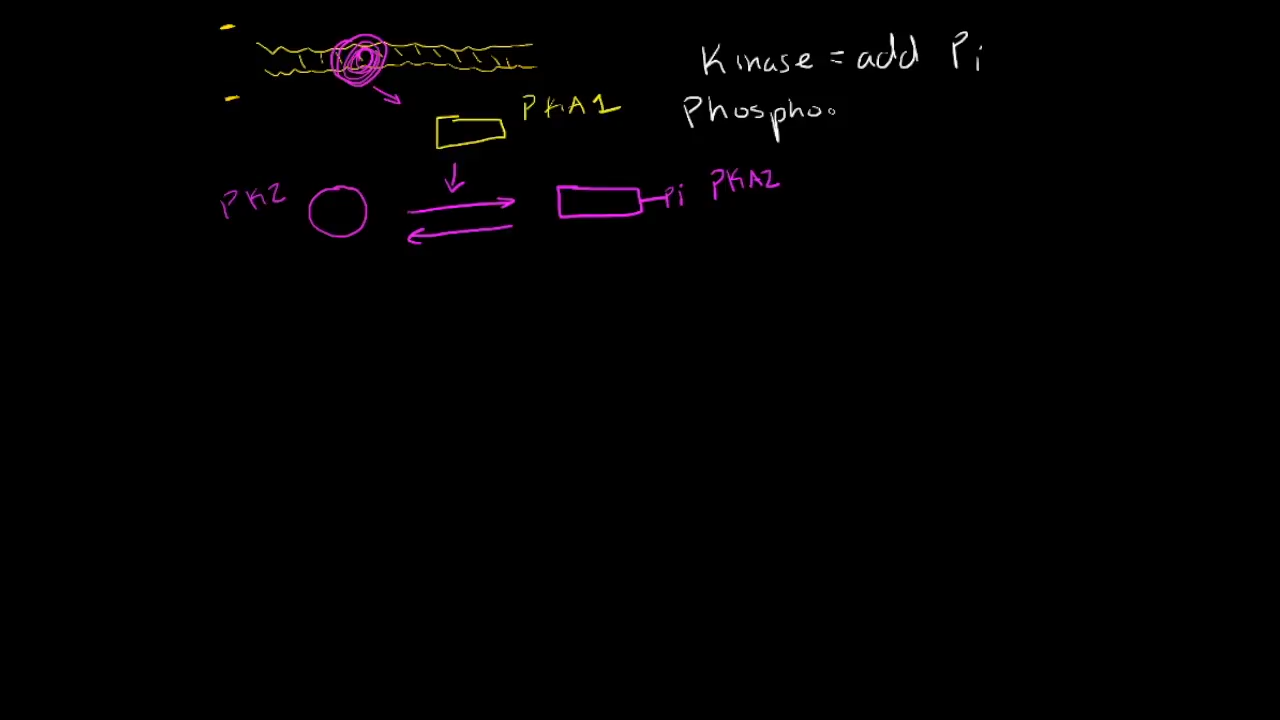 Kinase = add Pi
Phospho
PKA1
PK2
Pi PKA2